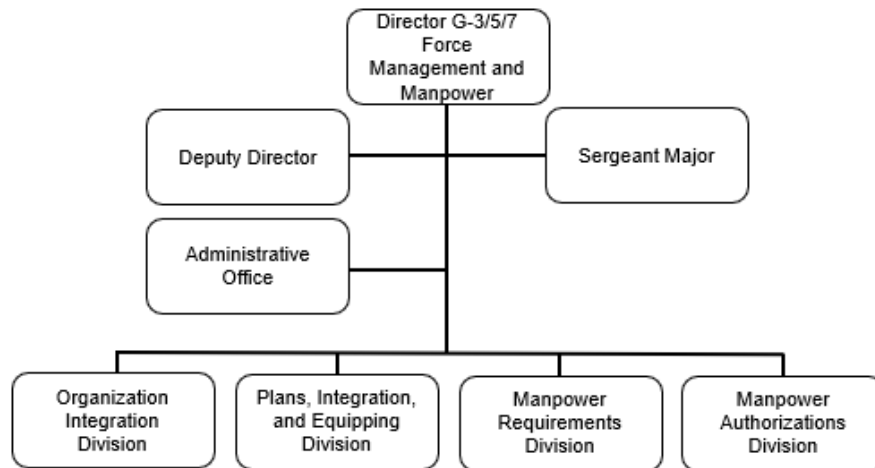 Director G-3/5/7
Force
Management and
Manpower
Deputy Director
Sergeant Major
Administrative
Office
Organization
Integration
Division
Plans, Integration,
and Equipping
Division
Manpower
Requirements
Division
Manpower
Authorizations
Division